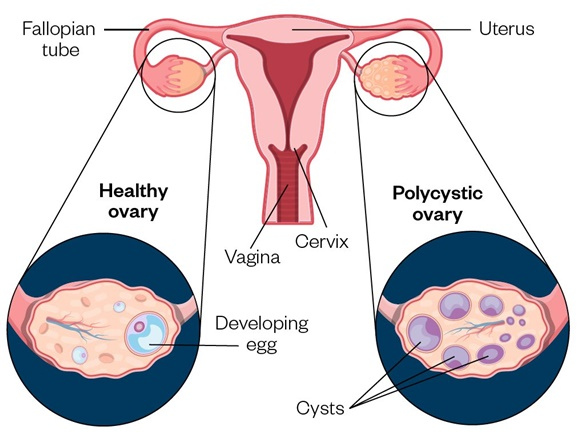 Fallopian
tube
Uterus
Healthy
ovary
Polycystic
ovary
Vagina
Cervix
Developing
egg
Cysts